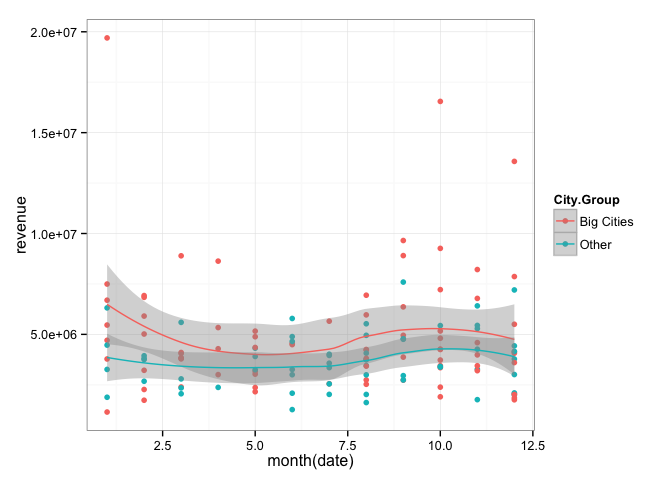 2.0e+07
1.5e+07
1.0e+07
5.0e+06
revenue
2.5
5.0
7.5
10.0
12.5
month(date)
City.Group
Big Cities
Other